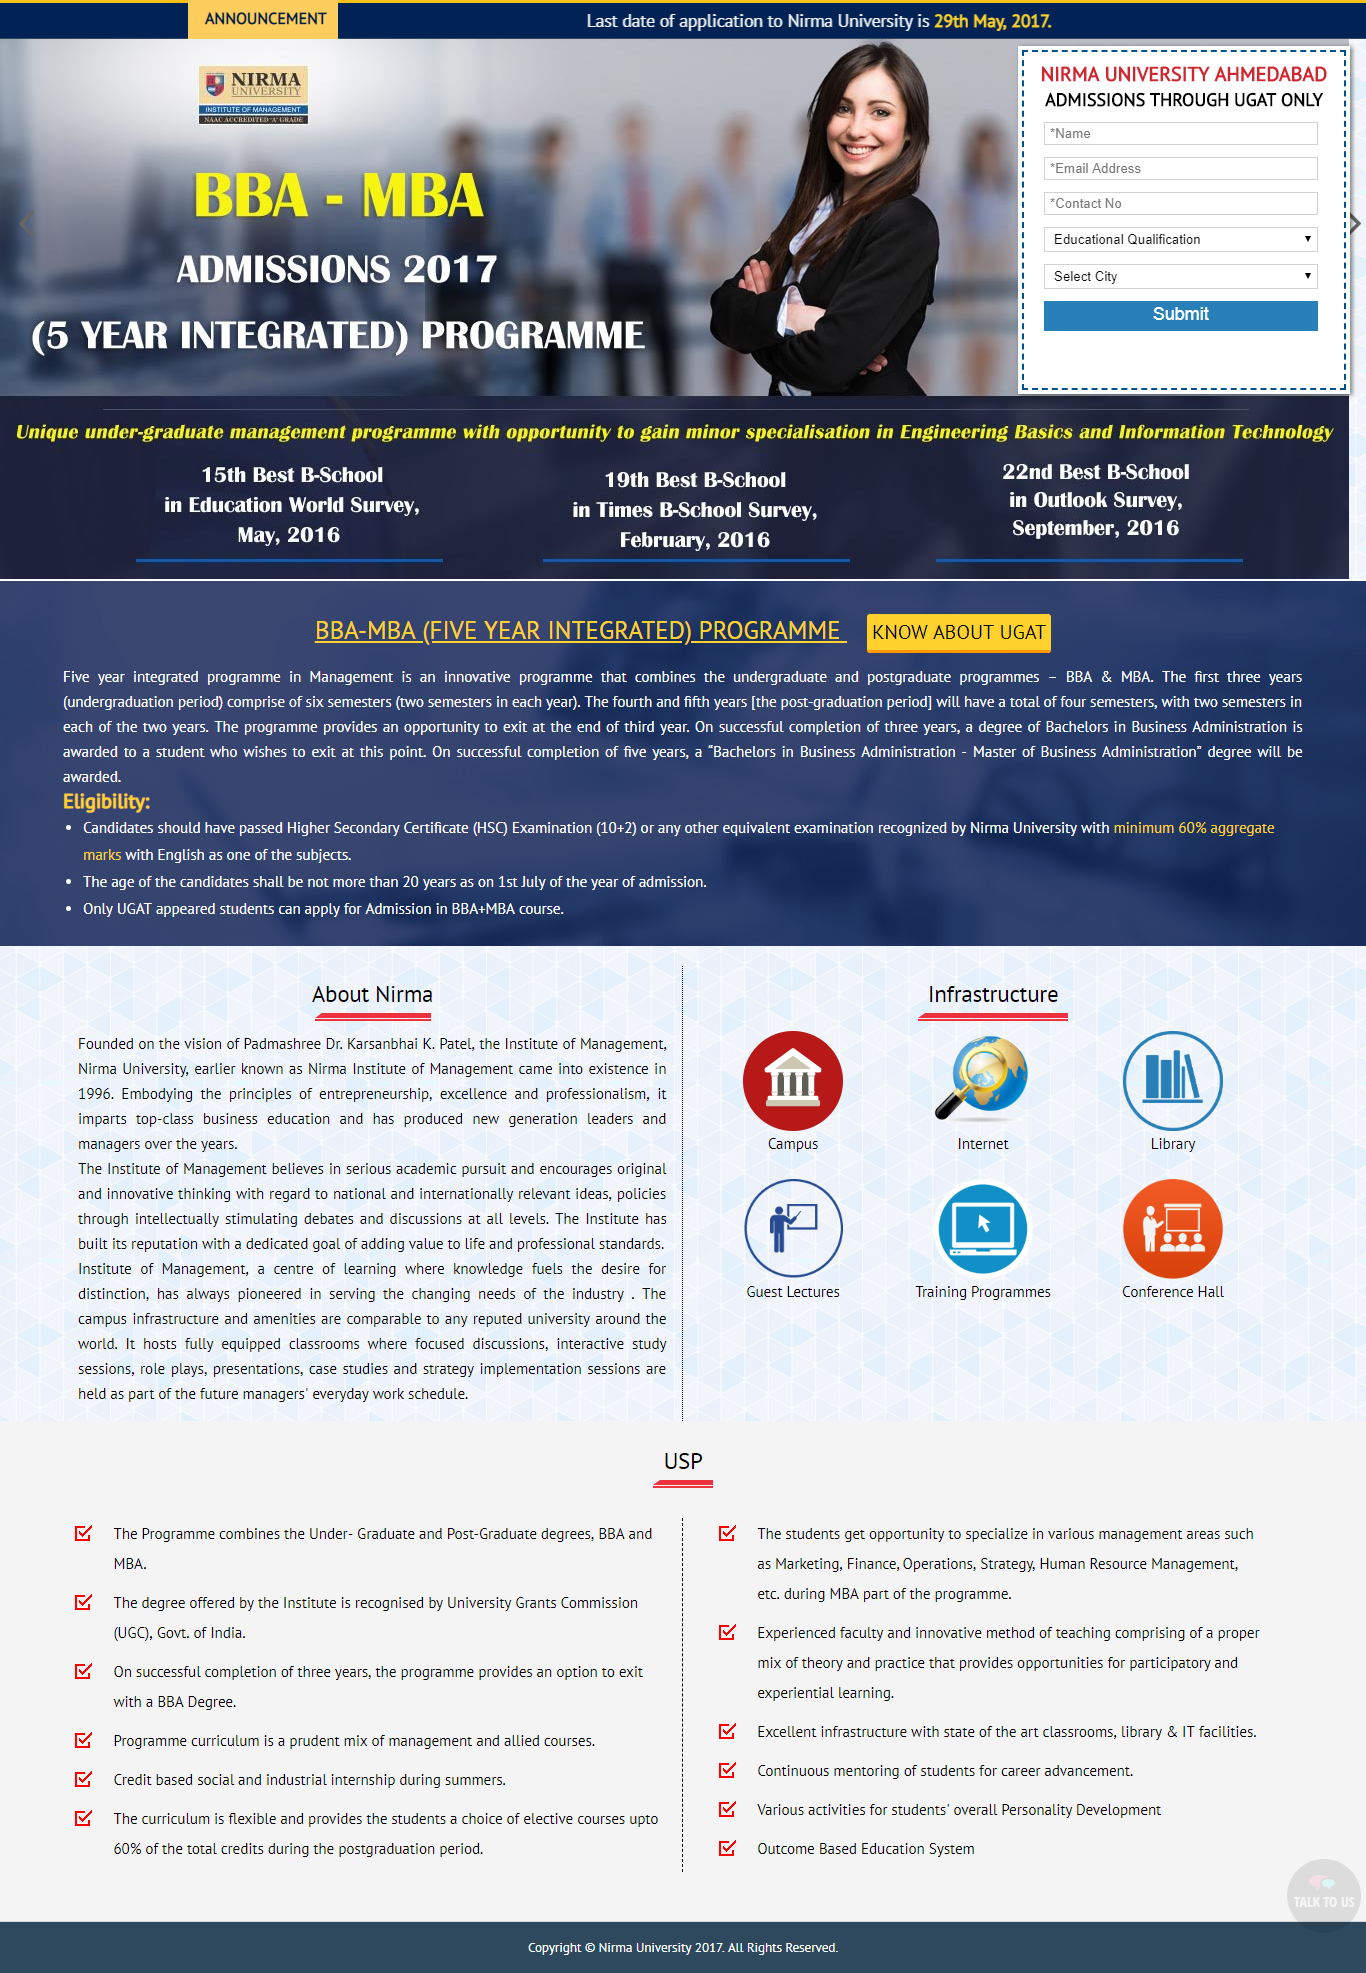 ANNOUNCEMENT
Last date of application to Nirma University is 29th May, 2017.
NIRMA
UNIVERSITY
INSTITUTE OF MANAGEMENT
NAAC ACCREDITED 'A' GRADE
BBA - MBA
ADMISSIONS 2017
(5 YEAR INTEGRATED) PROGRAMME
NIRMA UNIVERSITY AHMEDABAD
ADMISSIONS THROUGH UGAT ONLY
*Name
*Email Address
*Contact No
Educational Qualification
Select City
Submit
Unique under-graduate management programme with opportunity to gain minor specialisation in Engineering Basics and Information Technology
15th Best B-School
in Education World Survey,
May, 2016
19th Best B-School
in Times B-School Survey,
February, 2016
22nd Best B-School
in Outlook Survey,
September, 2016
BBA-MBA (FIVE YEAR INTEGRATED) PROGRAMME
KNOW ABOUT UGAT
Five year integrated programme in Management is an innovative programme that combines the undergraduate and postgraduate programmes – BBA & MBA. The first three years
(undergraduation period) comprise of six semesters (two semesters in each year). The fourth and fifth years [the post-graduation period] will have a total of four semesters, with two semesters in
each of the two years. The programme provides an opportunity to exit at the end of third year. On successful completion of three years, a degree of Bachelors in Business Administration is
awarded to a student who wishes to exit at this point. On successful completion of five years, a “Bachelors in Business Administration - Master of Business Administration” degree will be
awarded.
Eligibility:
• Candidates should have passed Higher Secondary Certificate (HSC) Examination (10+2) or any other equivalent examination recognized by Nirma University with minimum 60% aggregate
marks with English as one of the subjects.
• The age of the candidates shall be not more than 20 years as on 1st July of the year of admission.
• Only UGAT appeared students can apply for Admission in BBA+MBA course.
About Nirma
Founded on the vision of Padmashree Dr. Karsanbhai K. Patel, the Institute of Management,
Nirma University, earlier known as Nirma Institute of Management came into existence in
1996. Embodying the principles of entrepreneurship, excellence and professionalism, it
imparts top-class business education and has produced new generation leaders and
managers over the years.
The Institute of Management believes in serious academic pursuit and encourages original
and innovative thinking with regard to national and internationally relevant ideas, policies
through intellectually stimulating debates and discussions at all levels. The Institute has
built its reputation with a dedicated goal of adding value to life and professional standards.
Institute of Management, a centre of learning where knowledge fuels the desire for
distinction, has always pioneered in serving the changing needs of the industry . The
campus infrastructure and amenities are comparable to any reputed university around the
world. It hosts fully equipped classrooms where focused discussions, interactive study
sessions, role plays, presentations, case studies and strategy implementation sessions are
held as part of the future managers' everyday work schedule.
Infrastructure
Campus
Internet
Library
Guest Lectures
Training Programmes
Conference Hall
USP
The Programme combines the Under- Graduate and Post-Graduate degrees, BBA and
MBA.
The degree offered by the Institute is recognised by University Grants Commission
(UGC), Govt. of India.
On successful completion of three years, the programme provides an option to exit
with a BBA Degree.
Programme curriculum is a prudent mix of management and allied courses.
Credit based social and industrial internship during summers.
The curriculum is flexible and provides the students a choice of elective courses upto
60% of the total credits during the postgraduation period.
The students get opportunity to specialize in various management areas such
as Marketing, Finance, Operations, Strategy, Human Resource Management,
etc. during MBA part of the programme.
Experienced faculty and innovative method of teaching comprising of a proper
mix of theory and practice that provides opportunities for participatory and
experiential learning.
Excellent infrastructure with state of the art classrooms, library & IT facilities.
Continuous mentoring of students for career advancement.
Various activities for students' overall Personality Development
Outcome Based Education System
TALK TO US
Copyright © Nirma University 2017. All Rights Reserved.